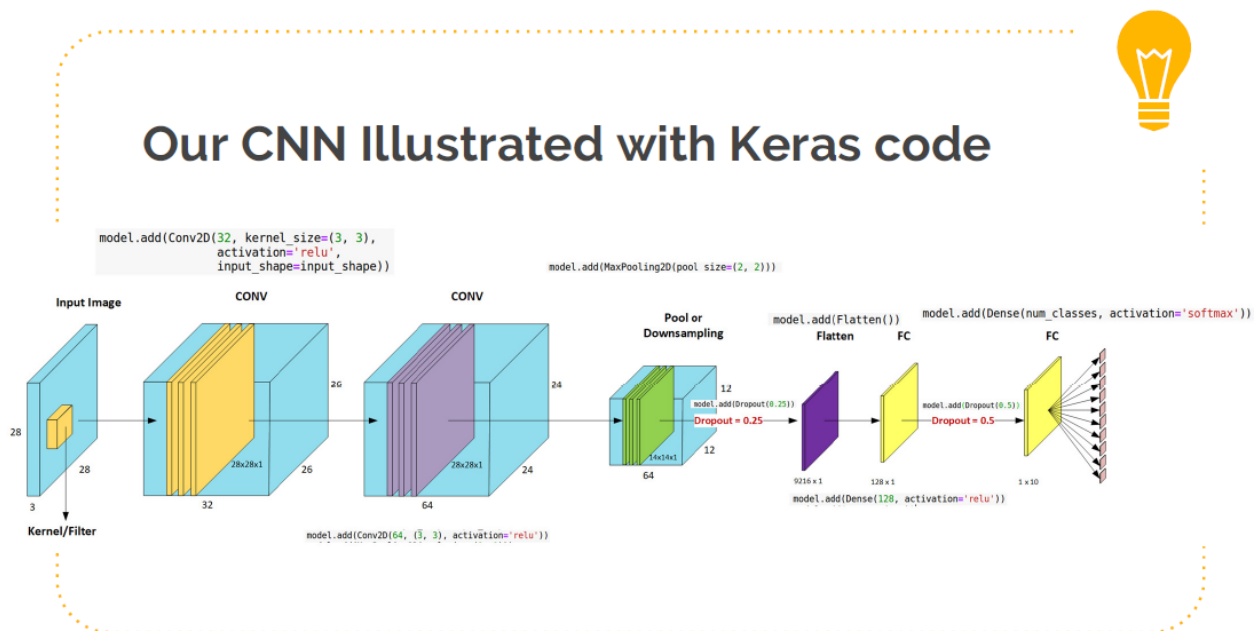 Our CNN Illustrated with Keras code
model.add(Conv2D(32, kernel_size=(3, 3),
activation='relu',
input_shape=input_shape))
model.add(MaxPooling2D(pool_size=(2, 2)))
Input Image
CONV
CONV
Pool or
Downsampling
model.add(Flatten())
model.add(Dense(num_classes, activation='softmax'))
Flatten
FC
FC
28
28
3
Kernel/Filter
28x28x1
26
26
32
28x28x1
24
24
64
14x14x1
12
12
64
model.add(Dropout(0.25))
Dropout = 0.25
model.add(Dropout(0.5))
Dropout = 0.5
9216 x 1
128 x 1
1 x 10
model.add(Dense(128, activation='relu'))
model.add(Conv2D(64, (3, 3), activation='relu'))